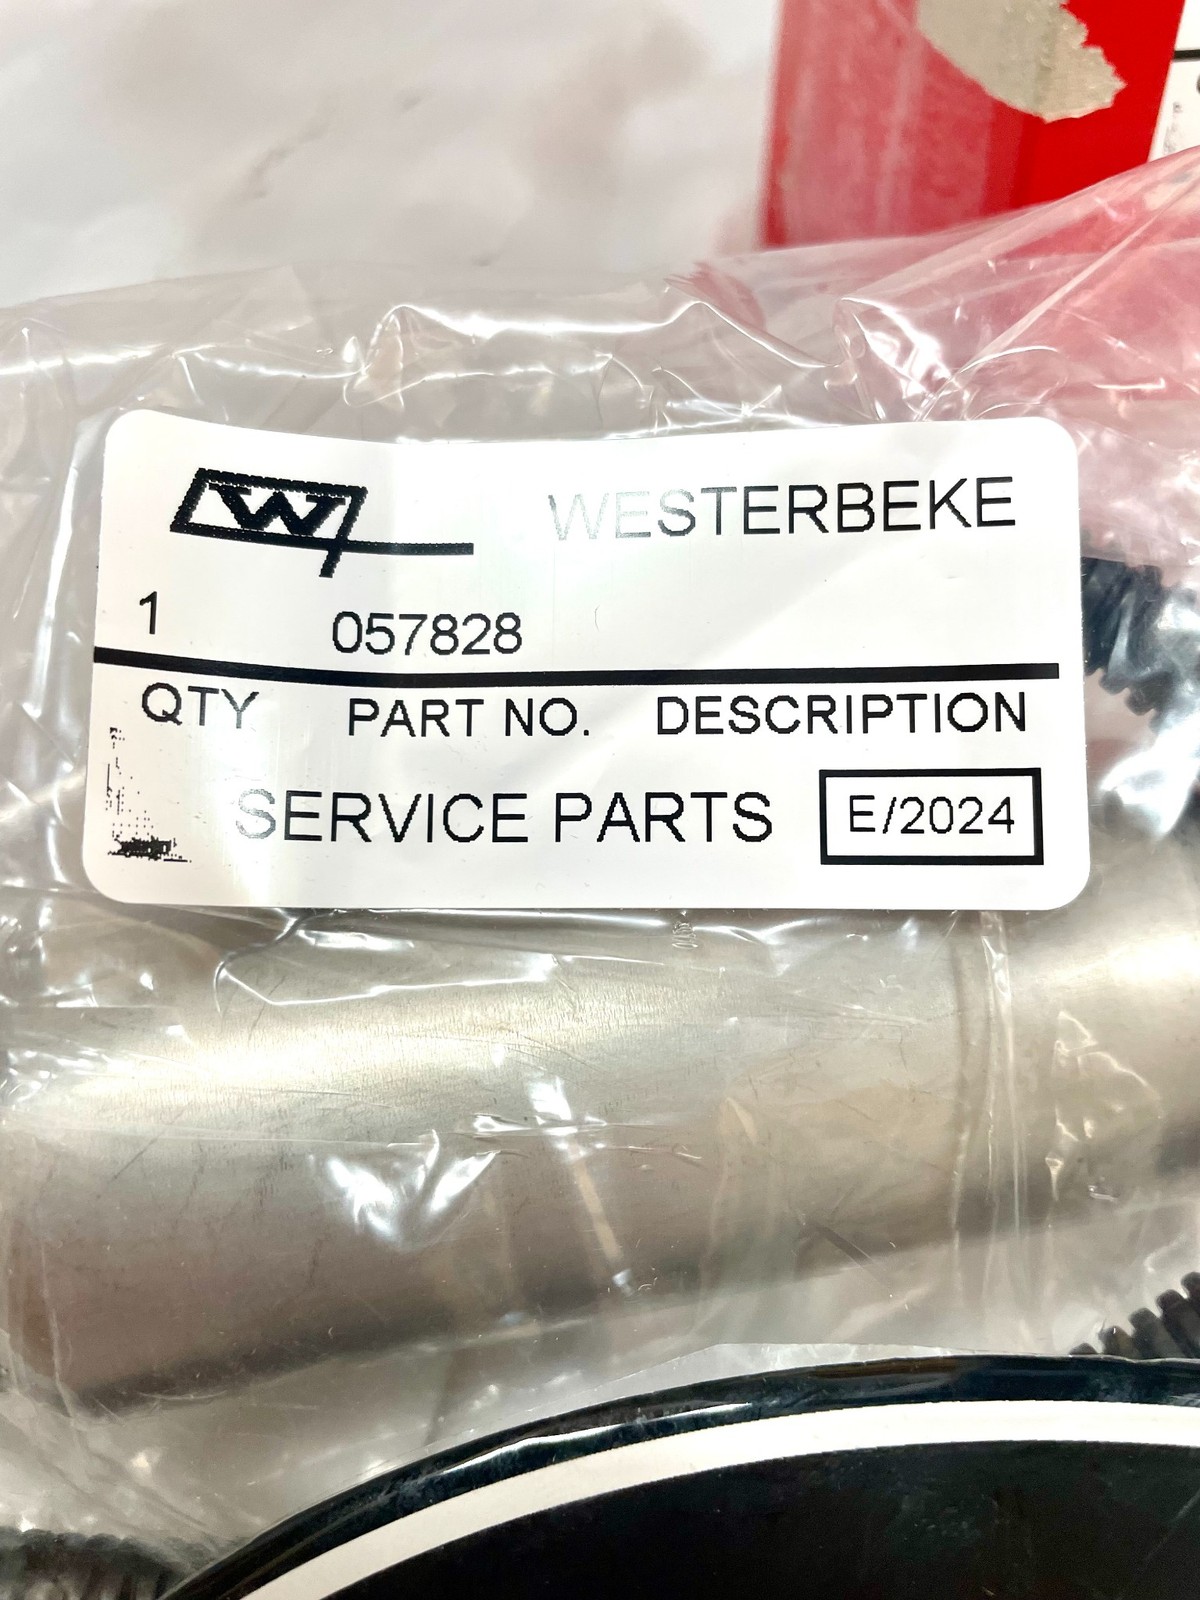 W WESTERBEKE
1 057828
QTY PART NO. DESCRIPTION
SERVICE PARTS E/2024